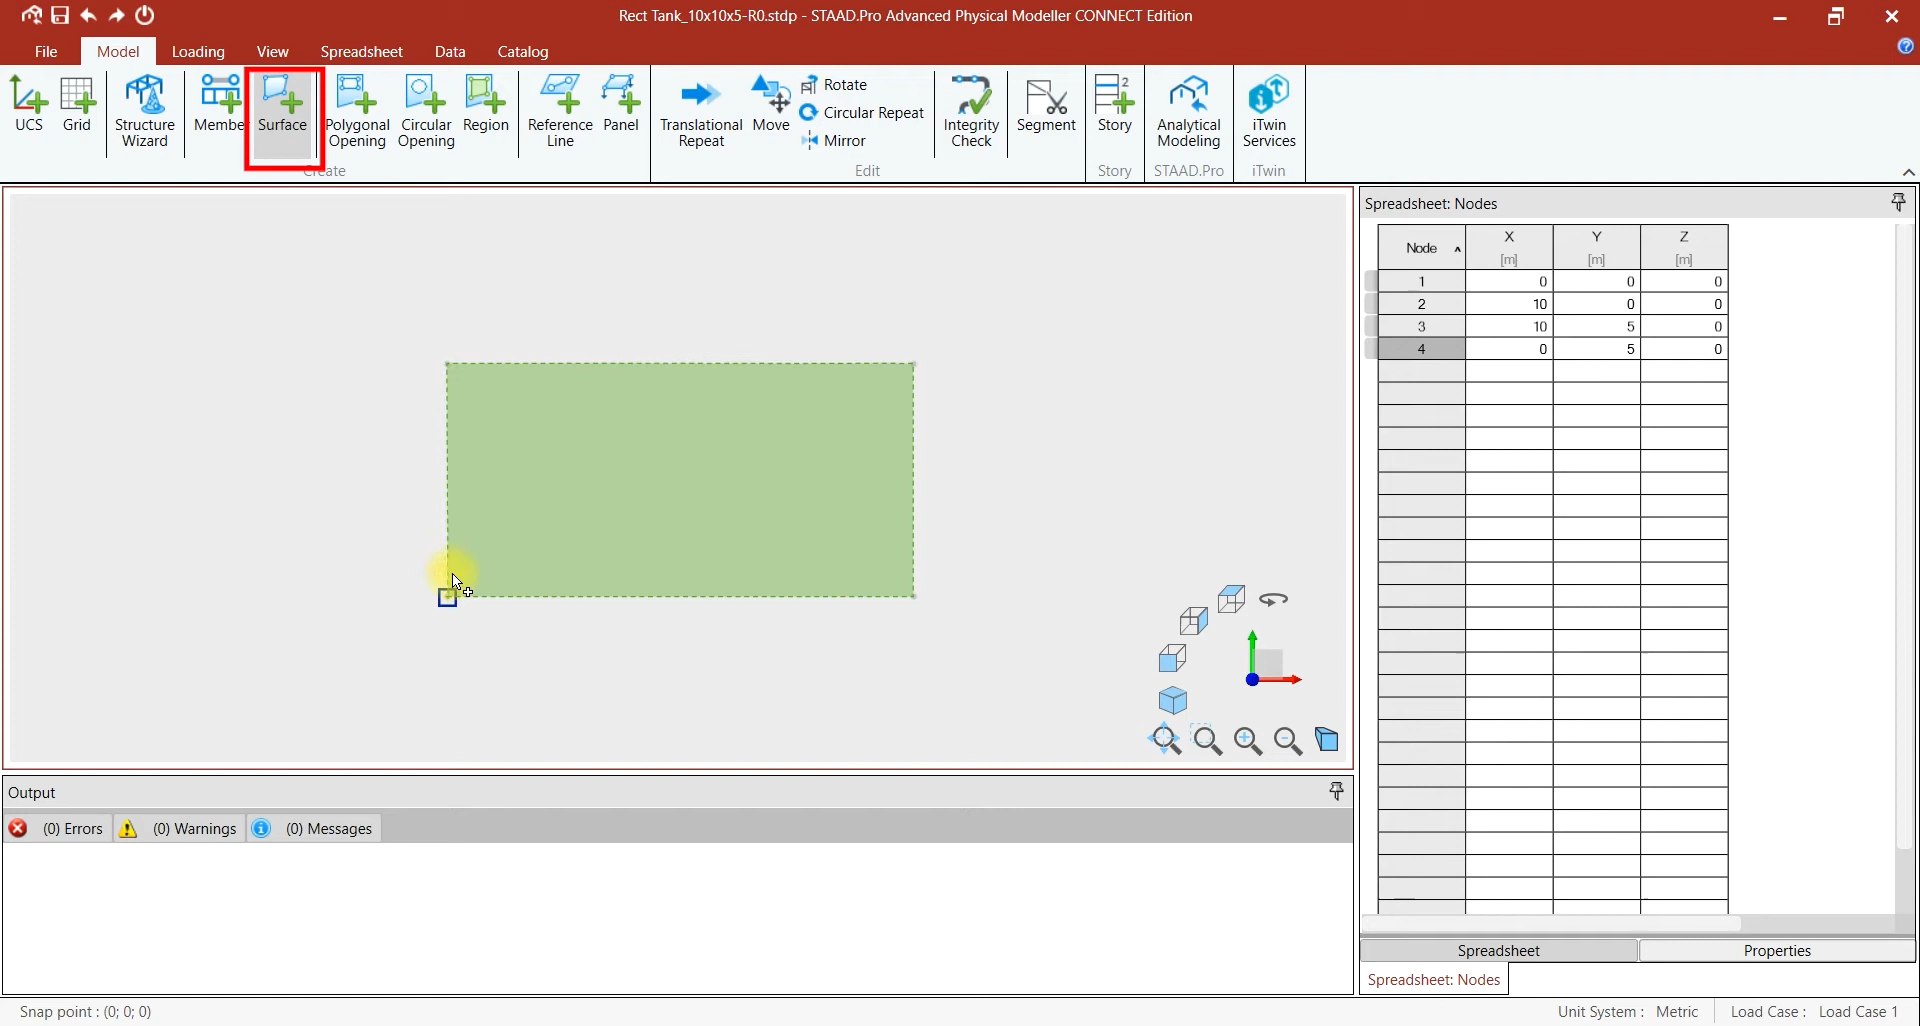 Rect Tank_10x10x5-R0.stdp - STAAD.Pro Advanced Physical Modeller CONNECT Edition
File Model Loading View Spreadsheet Data Catalog
UCS Grid Structure Wizard Member Surface Polygonal Opening Circular Opening Region Reference Line Panel
Create
Translational Repeat Move Rotate Circular Repeat Mirror Integrity Check Segment
Edit
2
Story
Story
Analytical Modeling
STAAD.Pro
iTwin Services
iTwin
Spreadsheet: Nodes
Node X Y Z
[m] [m] [m]
1 0 0 0
2 10 0 0
3 10 5 0
4 0 5 0
Output
(0) Errors (0) Warnings (0) Messages
Spreadsheet Properties
Spreadsheet: Nodes
Snap point : (0; 0; 0) Unit System : Metric Load Case : Load Case 1